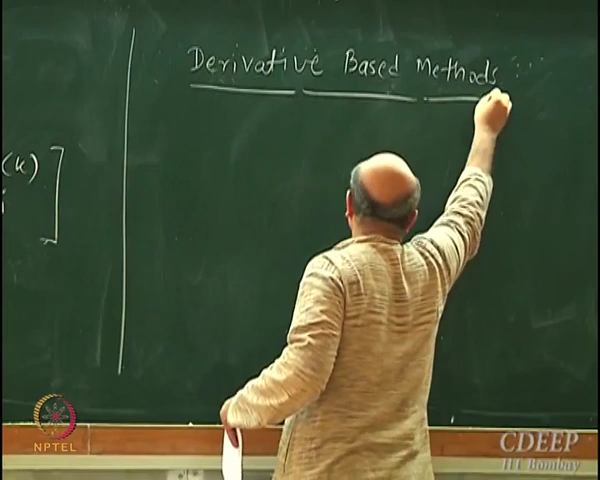 Derivative Based Methods
(k)
i
]
NPTEL
CDEEP
IIT Bombay